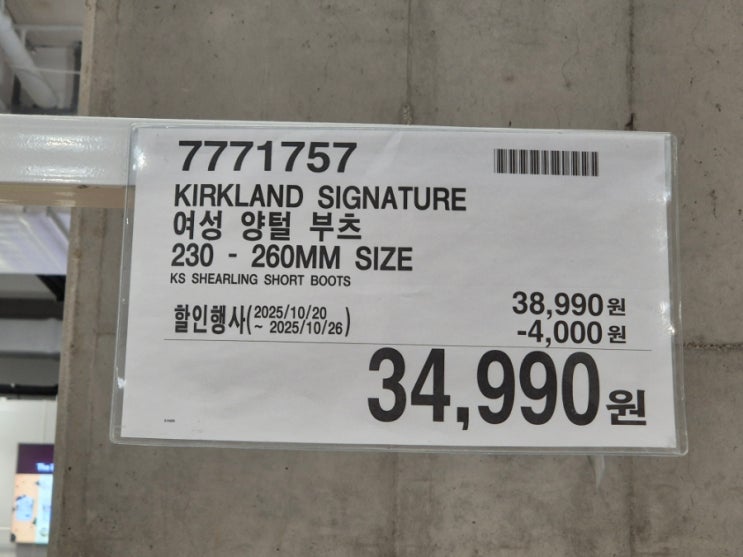 7771757
KIRKLAND SIGNATURE
여성 양털 부츠
230 - 260MM SIZE
KS SHEARLING SHORT BOOTS
할인행사(2025/10/20 ~ 2025/10/26)
38,990원
-4,000원
34,990원